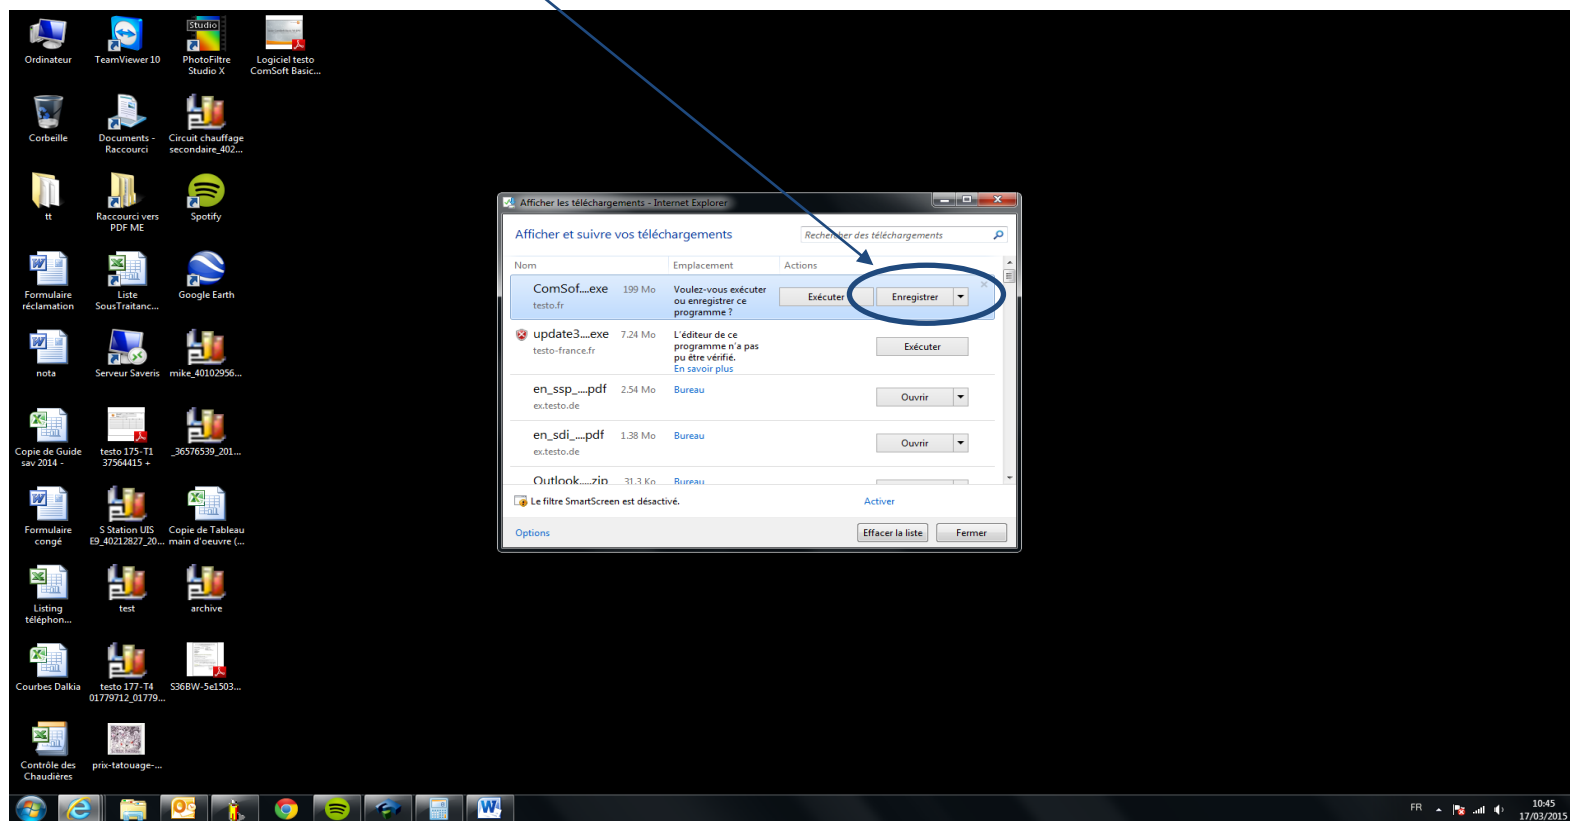 Studio
Ordinateur
TeamViewer 10
PhotoFiltre
Studio X
Logiciel testo
ComSoft Basic...
Corbeille
Documents -
Raccourci
Circuit chauffage
secondaire_402...
tt
Raccourci vers
PDF ME
Spotify
Formulaire
réclamation
Liste
SousTraitanc...
Google Earth
nota
Serveur Saveris
mike_40102956...
Copie de Guide
sav 2014 -
testo 175-T1
37564415 +
_36576539_201...
Formulaire
congé
S Station UIS
E9_40212827_20...
Copie de Tableau
main d'oeuvre (...
Listing
téléphon...
test
archive
Courbes Dalkia
testo 177-T4
01779712_01779...
S36BW-5e1503...
Contrôle des
Chaudières
prix-tatouage-...
Afficher les téléchargements - Internet Explorer
Afficher et suivre vos téléchargements
Rechercher des téléchargements
Nom
Emplacement
Actions
ComSof....exe
199 Mo
testo.fr
Voulez-vous exécuter
ou enregistrer ce
programme ?
Exécuter
Enregistrer
update3....exe
7.24 Mo
testo-france.fr
L'éditeur de ce
programme n'a pas
pu être vérifié.
En savoir plus
Exécuter
en_ssp_....pdf
2.54 Mo
Bureau
ex.testo.de
Ouvrir
en_sdi_....pdf
1.38 Mo
Bureau
ex.testo.de
Ouvrir
Outlook....zip
31.3 Ko
Bureau
Le filtre SmartScreen est désactivé.
Activer
Options
Effacer la liste
Fermer
FR
10:45
17/03/2015